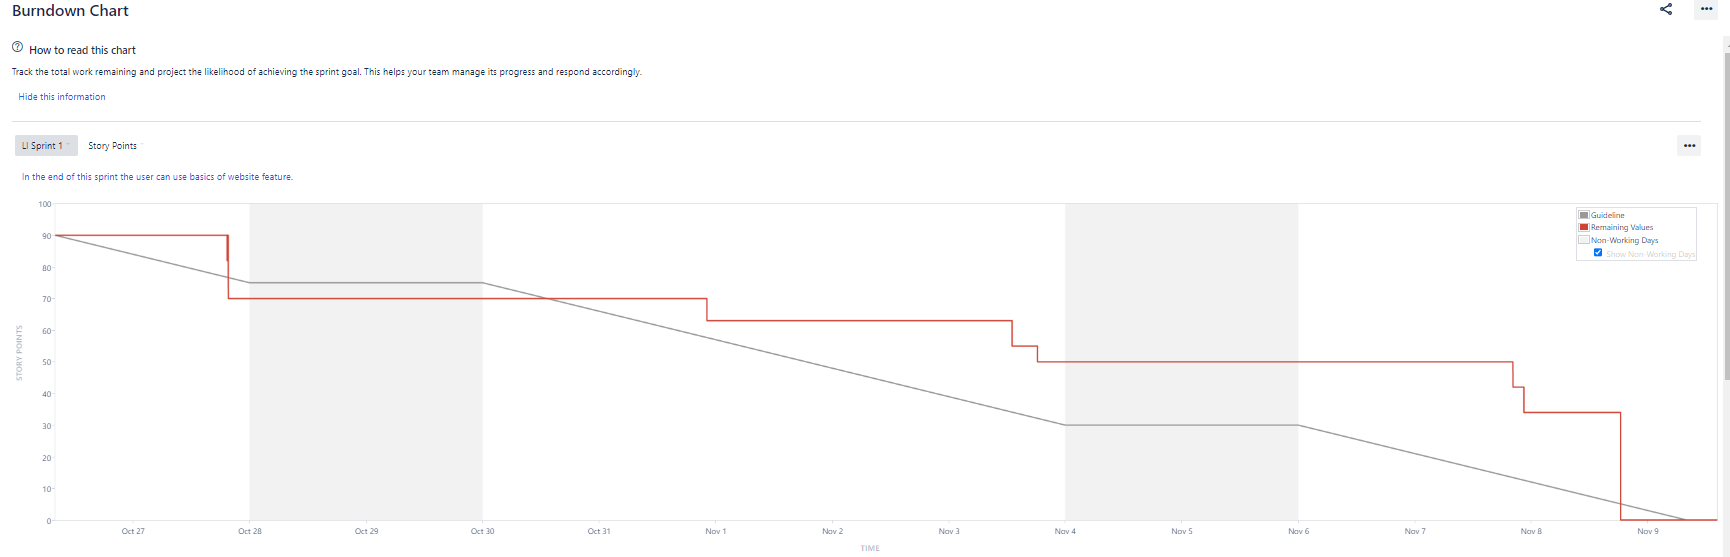 Burndown Chart
How to read this chart
Track the total work remaining and project the likelihood of achieving the sprint goal. This helps your team manage its progress and respond accordingly.
Hide this information
LI Sprint 1 Story Points
In the end of this sprint the user can use basics of website feature.
100
90
80
70
60
50
40
30
20
10
0
STORY POINTS
Guideline
Remaining Values
Non-Working Days
Show Non-Working Days
Oct 27 Oct 28 Oct 29 Oct 30 Oct 31 Nov 1 Nov 2 Nov 3 Nov 4 Nov 5 Nov 6 Nov 7 Nov 8 Nov 9
TIME